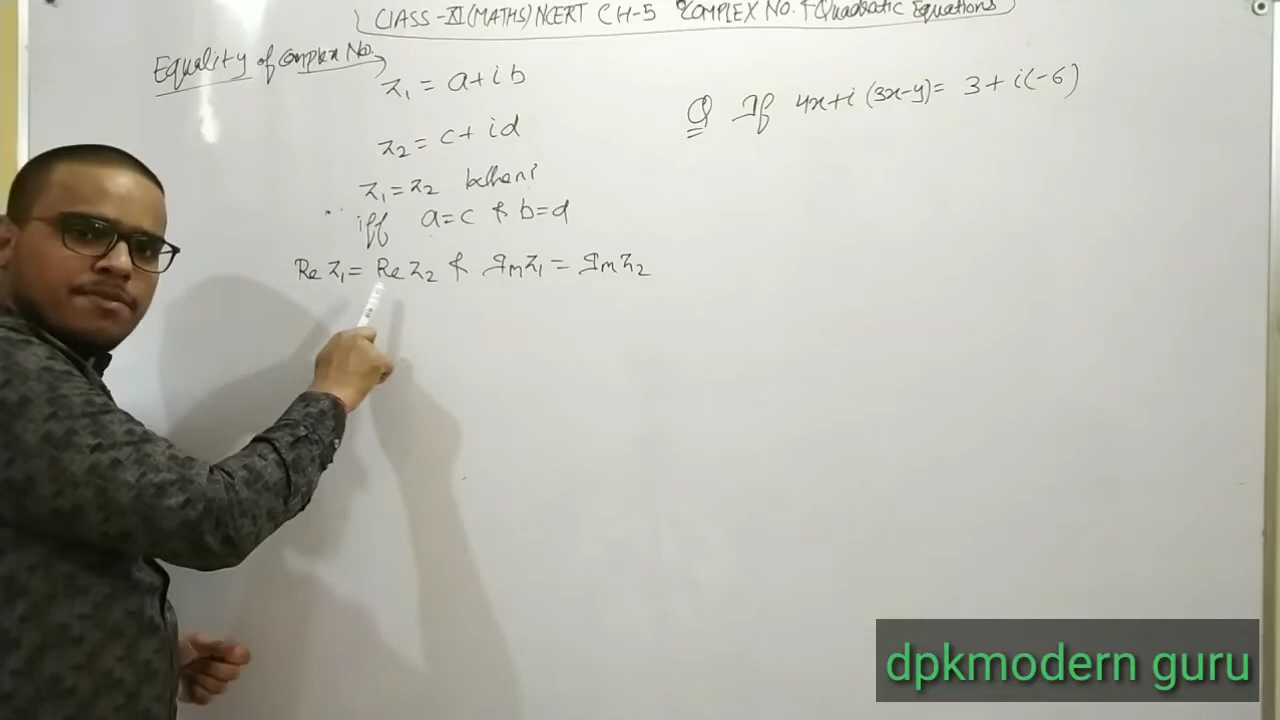 CLASS-XI (MATHS) NCERT CH-5 COMPLEX NO. & Quadratic Equations
Equality of Complex No.
z₁ = a+ib
z₂ = c+id
z₁=z₂
iff a=c & b=d
Re z₁ = Re z₂ & Im z₁ = Im z₂
Q If 4x+i(3x-y)= 3+i(-6)
dpkmodern guru